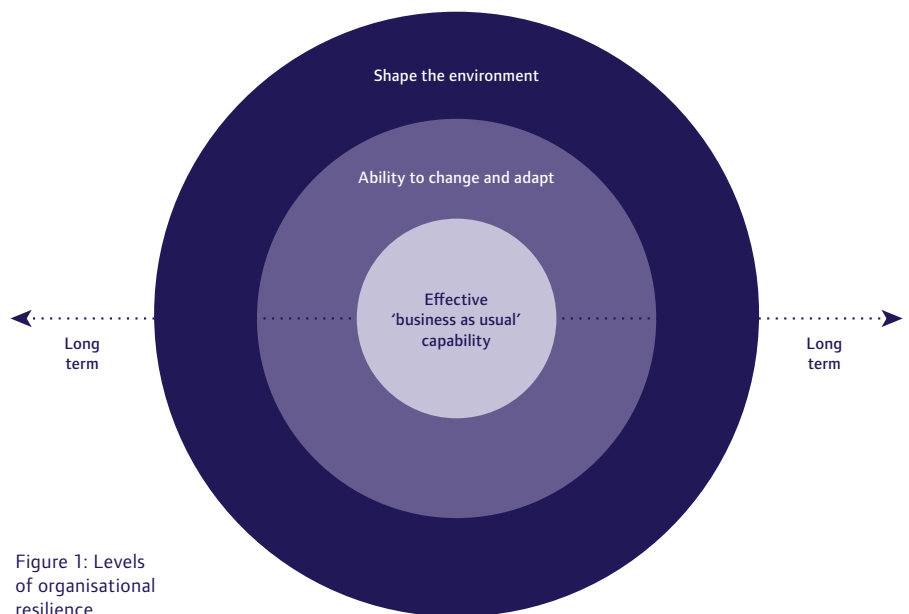 Shape the environment
Ability to change and adapt
Effective
‘business as usual’
capability
Long
term
Long
term
Figure 1: Levels
of organisational
resilience